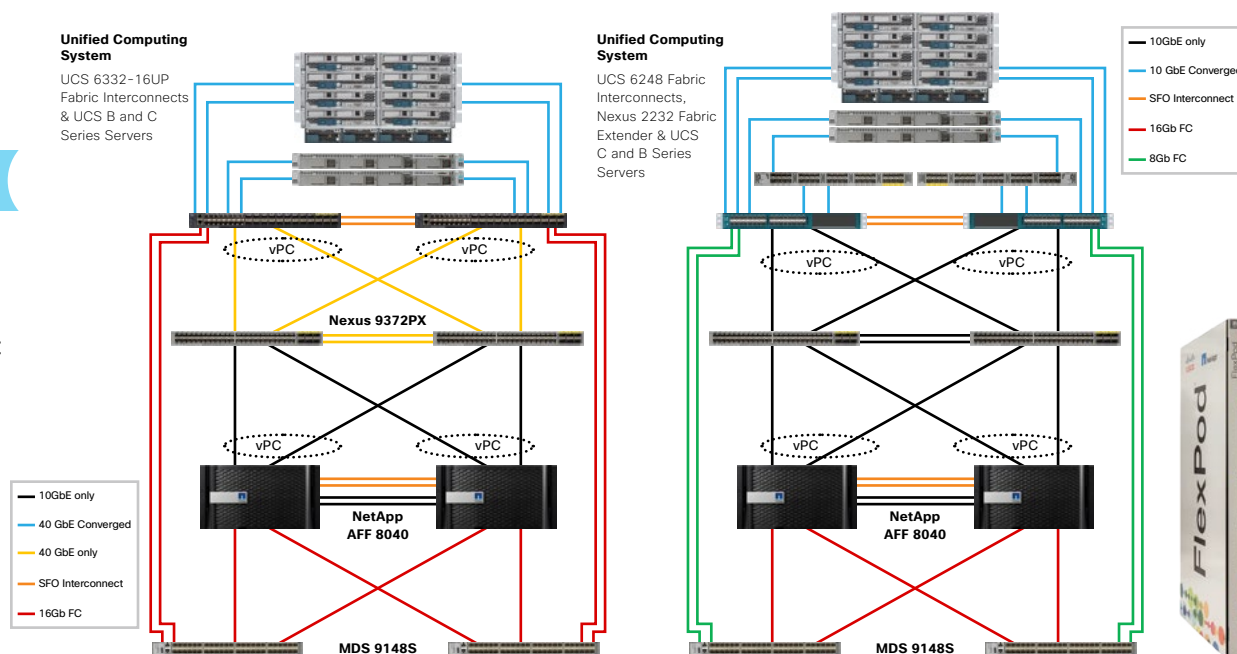 Unified Computing
System
UCS 6332-16UP
Fabric Interconnects
& UCS B and C
Series Servers
vPC
vPC
Nexus 9372PX
vPC
vPC
NetApp
AFF 8040
MDS 9148S
10GbE only
40 GbE Converged
40 GbE only
SFO Interconnect
16Gb FC
Unified Computing
System
UCS 6248 Fabric
Interconnects,
Nexus 2232 Fabric
Extender & UCS
C and B Series
Servers
vPC
vPC
vPC
vPC
NetApp
AFF 8040
MDS 9148S
10GbE only
10 GbE Converged
SFO Interconnect
16Gb FC
8Gb FC
FlexPod